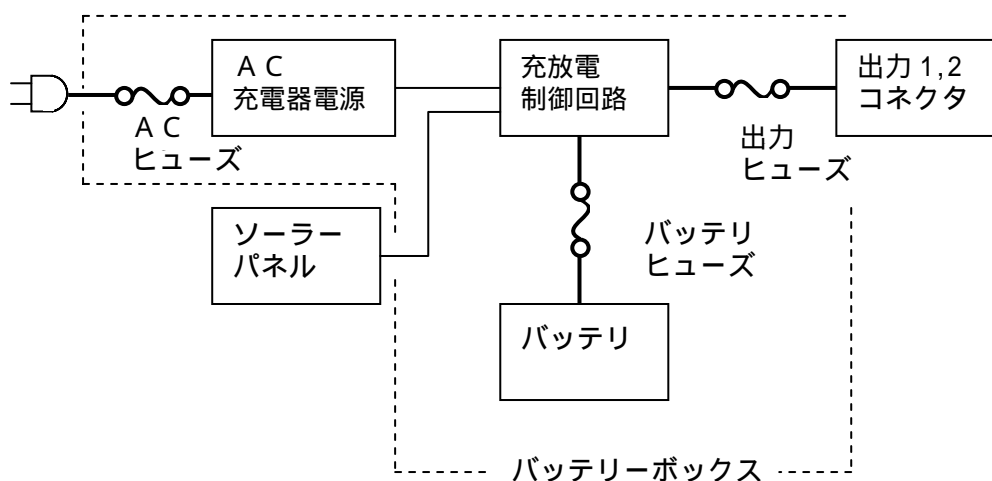 ＡＣ
充電器電源
充放電
制御回路
出力 1,2
コネクタ
ＡＣ
ヒューズ
出力
ヒューズ
ソーラー
パネル
バッテリ
ヒューズ
バッテリ
バッテリーボックス